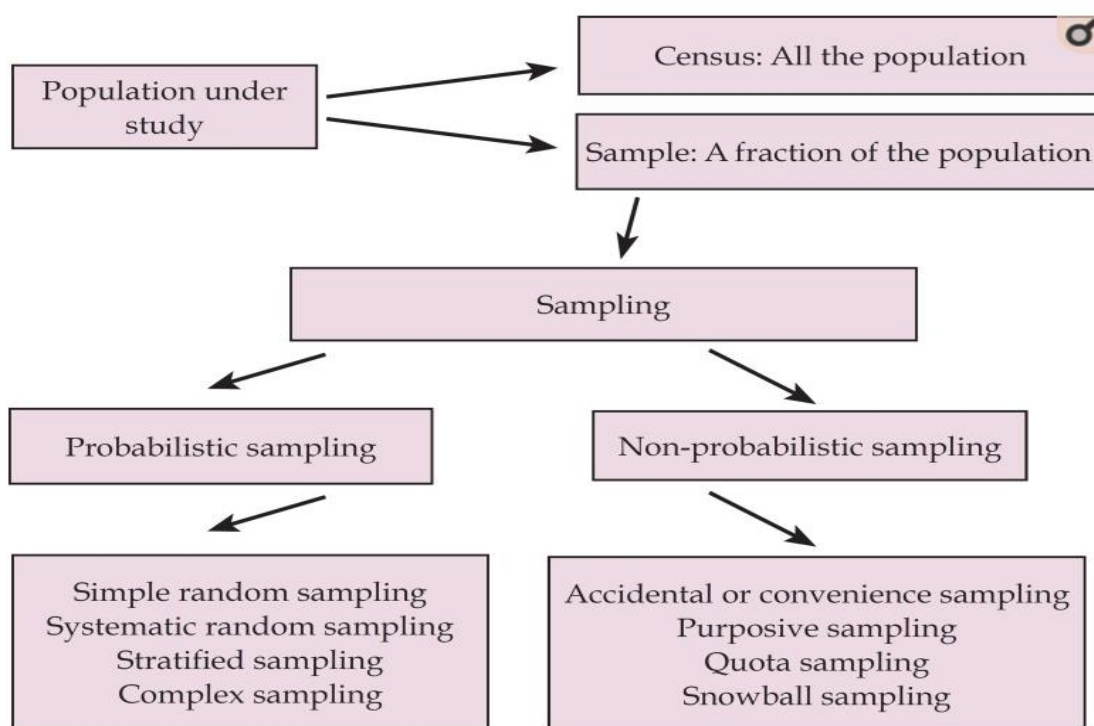 Census: All the population
Population under
study
Sample: A fraction of the population
Sampling
Probabilistic sampling
Non-probabilistic sampling
Simple random sampling
Systematic random sampling
Stratified sampling
Complex sampling
Accidental or convenience sampling
Purposive sampling
Quota sampling
Snowball sampling